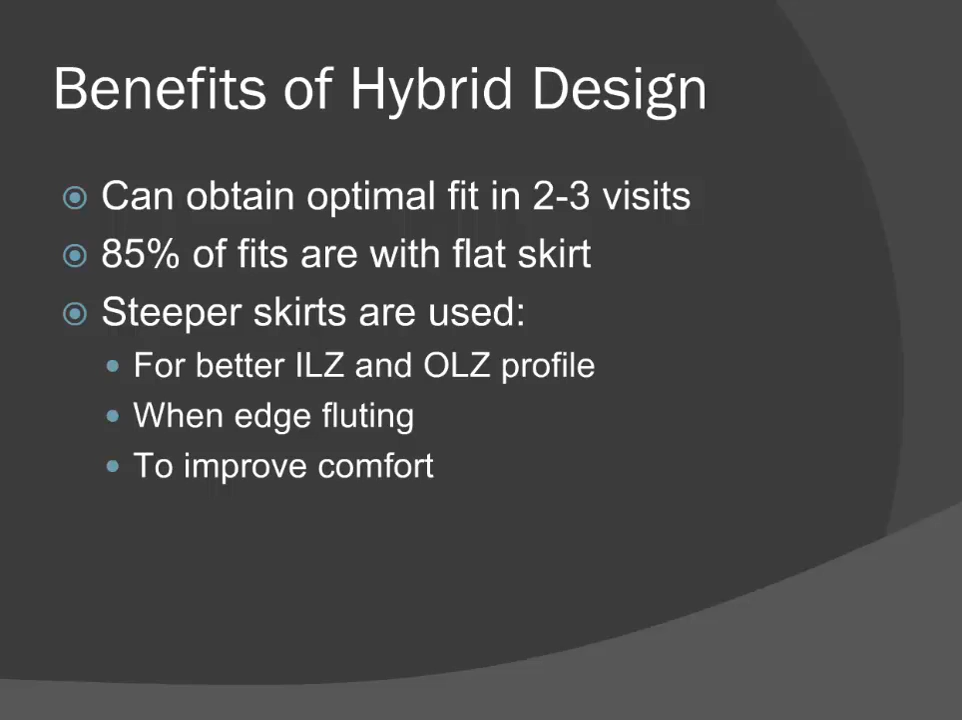 Benefits of Hybrid Design
Can obtain optimal fit in 2-3 visits
85% of fits are with flat skirt
Steeper skirts are used:
For better ILZ and OLZ profile
When edge fluting
To improve comfort